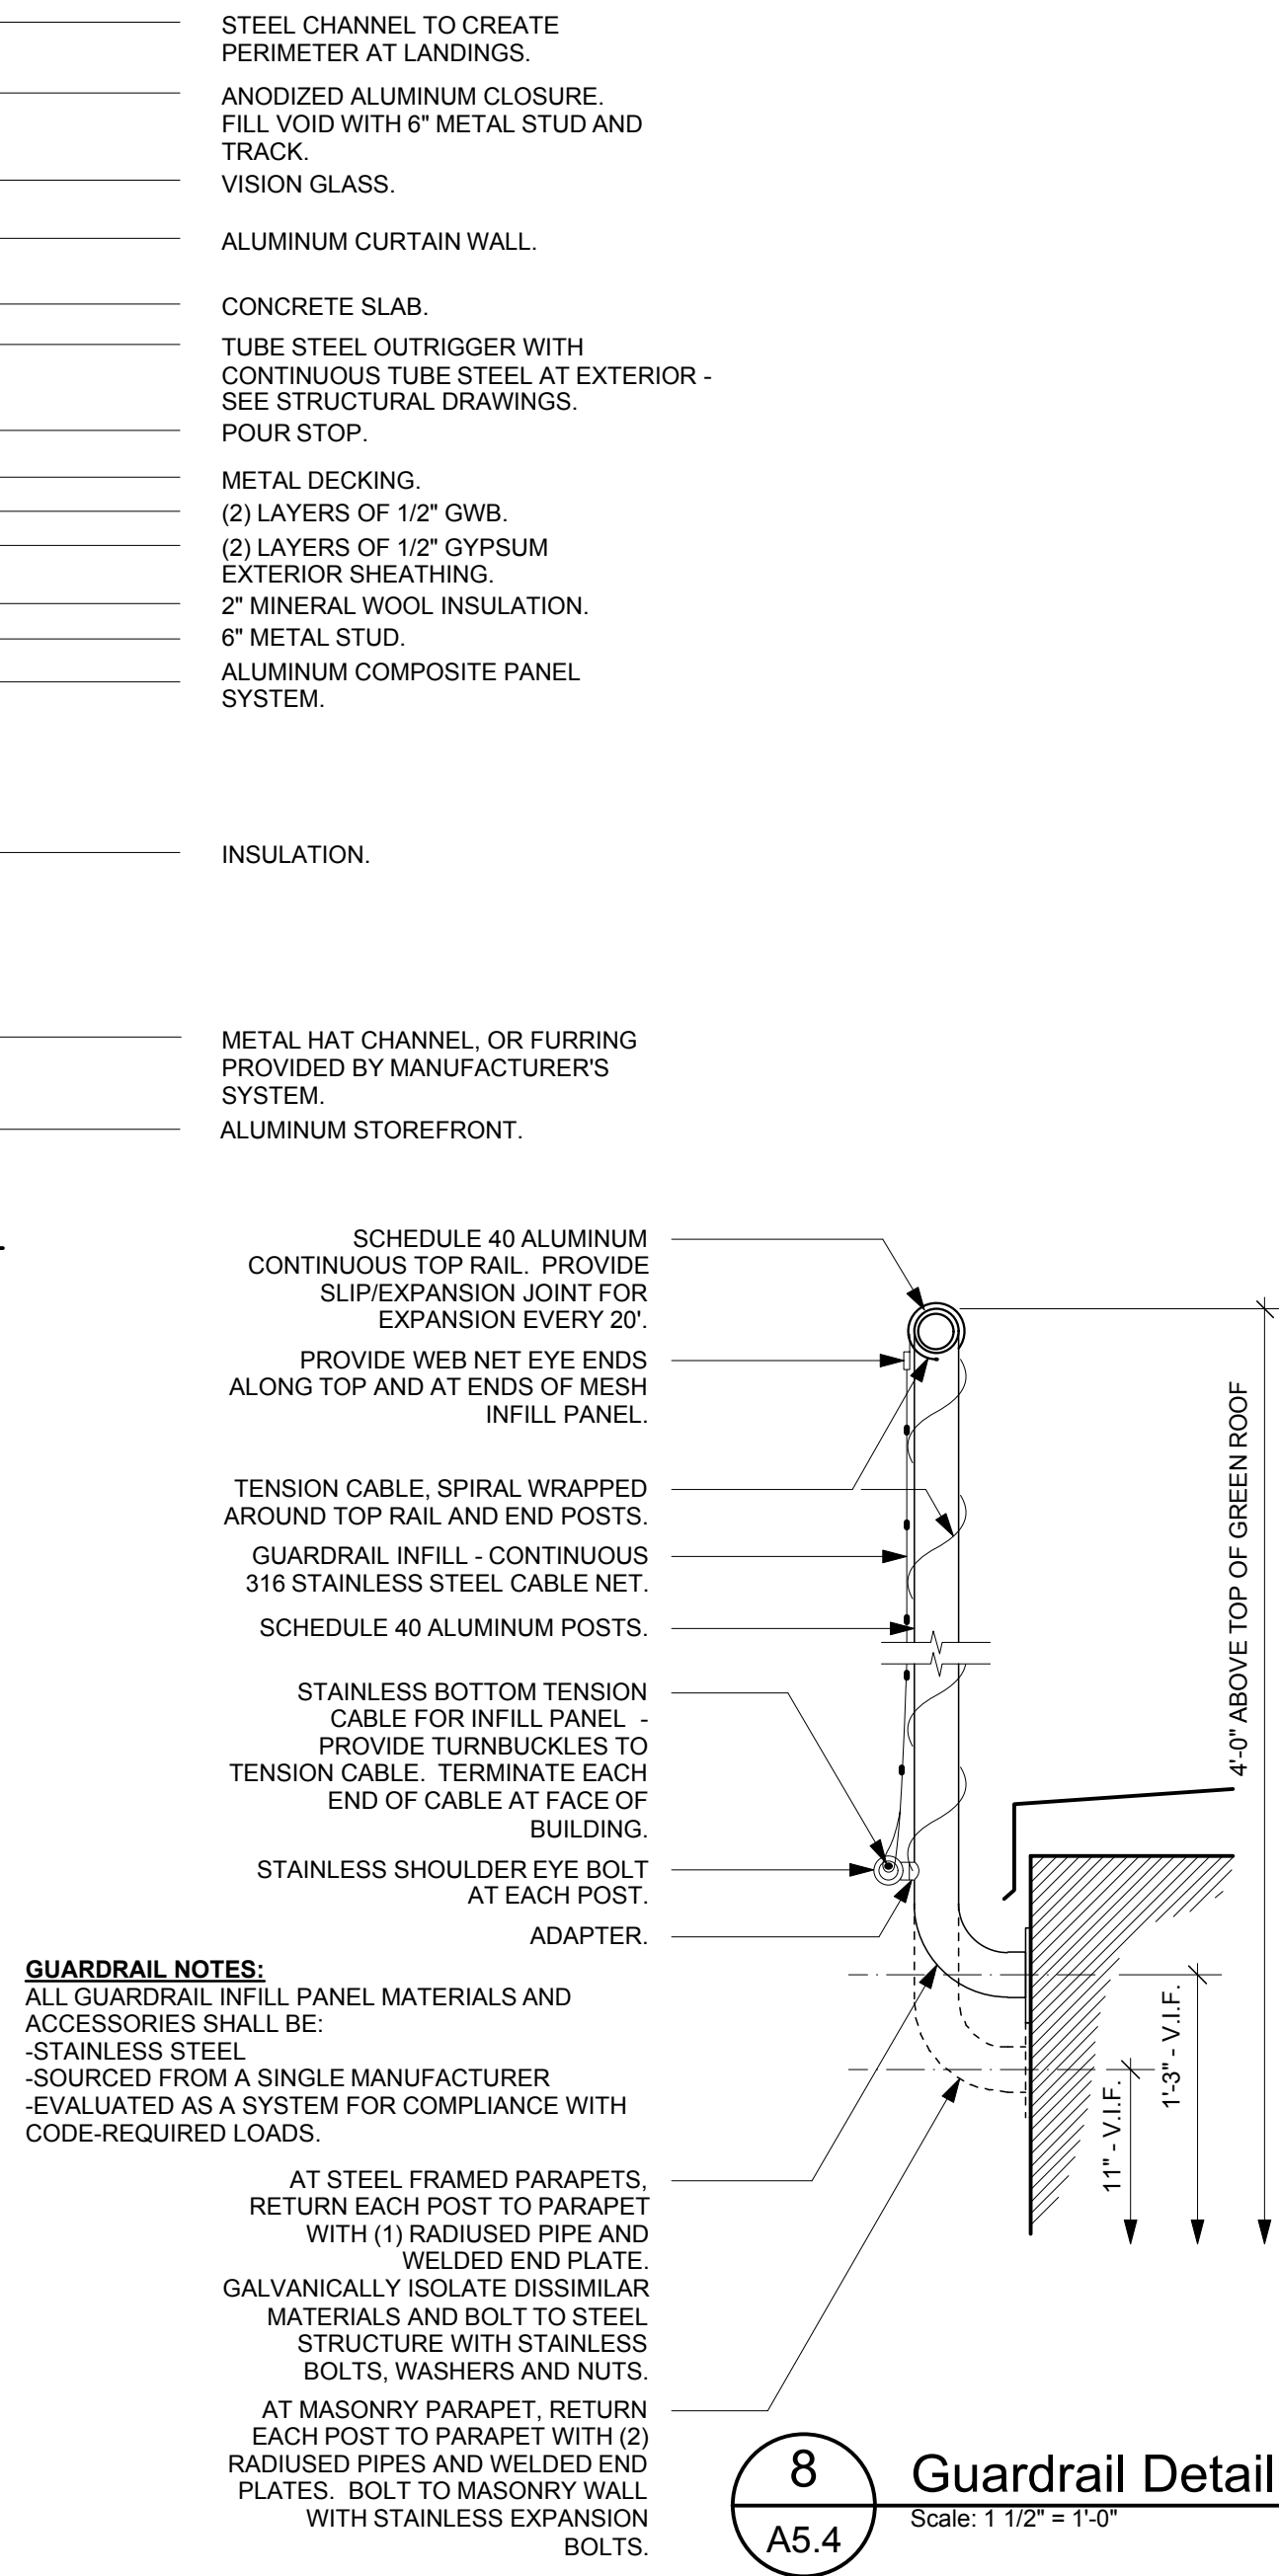 STEEL CHANNEL TO CREATE
PERIMETER AT LANDINGS.
ANODIZED ALUMINUM CLOSURE.
FILL VOID WITH 6" METAL STUD AND
TRACK.
VISION GLASS.
ALUMINUM CURTAIN WALL.
CONCRETE SLAB.
TUBE STEEL OUTRIGGER WITH
CONTINUOUS TUBE STEEL AT EXTERIOR -
SEE STRUCTURAL DRAWINGS.
POUR STOP.
METAL DECKING.
(2) LAYERS OF 1/2" GWB.
(2) LAYERS OF 1/2" GYPSUM
EXTERIOR SHEATHING.
2" MINERAL WOOL INSULATION.
6" METAL STUD.
ALUMINUM COMPOSITE PANEL
SYSTEM.
INSULATION.
METAL HAT CHANNEL, OR FURRING
PROVIDED BY MANUFACTURER'S
SYSTEM.
ALUMINUM STOREFRONT.
SCHEDULE 40 ALUMINUM
CONTINUOUS TOP RAIL. PROVIDE
SLIP/EXPANSION JOINT FOR
EXPANSION EVERY 20'.
PROVIDE WEB NET EYE ENDS
ALONG TOP AND AT ENDS OF MESH
INFILL PANEL.
TENSION CABLE, SPIRAL WRAPPED
AROUND TOP RAIL AND END POSTS.
GUARDRAIL INFILL - CONTINUOUS
316 STAINLESS STEEL CABLE NET.
SCHEDULE 40 ALUMINUM POSTS.
STAINLESS BOTTOM TENSION
CABLE FOR INFILL PANEL -
PROVIDE TURNBUCKLES TO
TENSION CABLE. TERMINATE EACH
END OF CABLE AT FACE OF
BUILDING.
STAINLESS SHOULDER EYE BOLT
AT EACH POST.
ADAPTER.
GUARDRAIL NOTES:
ALL GUARDRAIL INFILL PANEL MATERIALS AND
ACCESSORIES SHALL BE:
-STAINLESS STEEL
-SOURCED FROM A SINGLE MANUFACTURER
-EVALUATED AS A SYSTEM FOR COMPLIANCE WITH
CODE-REQUIRED LOADS.
AT STEEL FRAMED PARAPETS,
RETURN EACH POST TO PARAPET
WITH (1) RADIUSED PIPE AND
WELDED END PLATE.
GALVANICALLY ISOLATE DISSIMILAR
MATERIALS AND BOLT TO STEEL
STRUCTURE WITH STAINLESS
BOLTS, WASHERS AND NUTS.
AT MASONRY PARAPET, RETURN
EACH POST TO PARAPET WITH (2)
RADIUSED PIPES AND WELDED END
PLATES. BOLT TO MASONRY WALL
WITH STAINLESS EXPANSION
BOLTS.
4'-0" ABOVE TOP OF GREEN ROOF
1'-3" - V.I.F.
11" - V.I.F.
8
A5.4
Guardrail Detail
Scale: 1 1/2" = 1'-0"